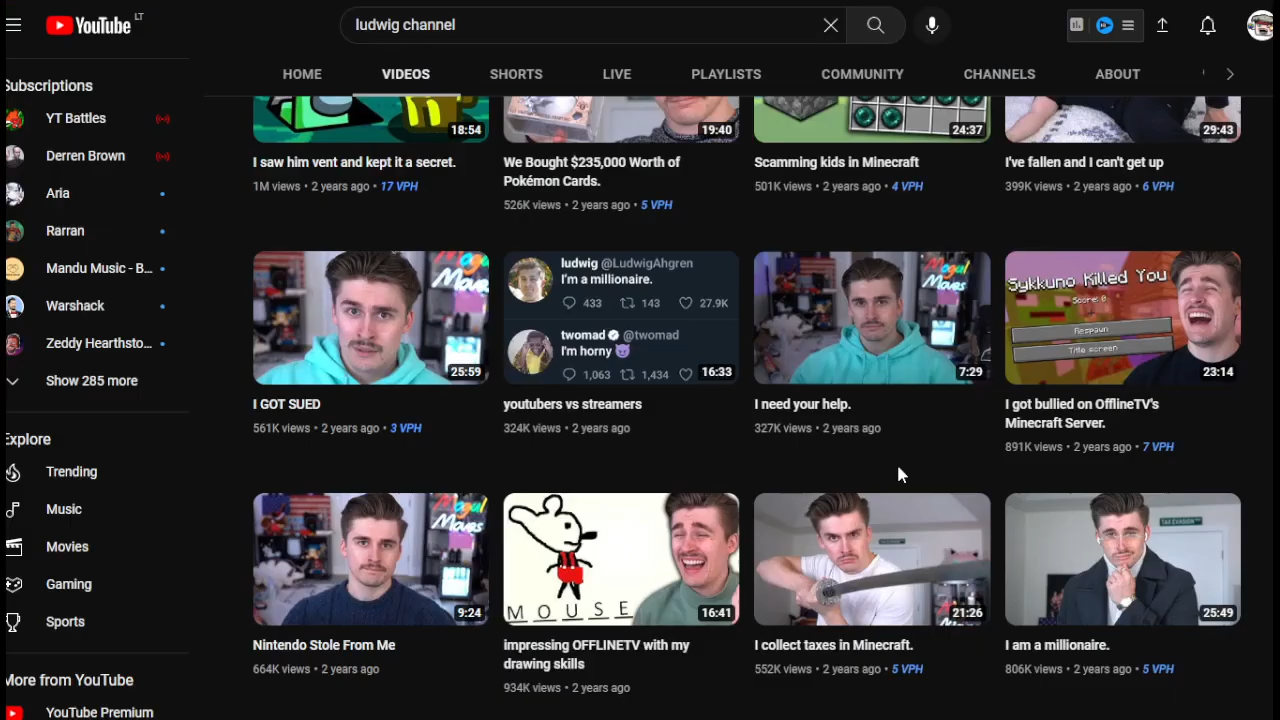 YouTube LT
ludwig channel
HOME VIDEOS SHORTS LIVE PLAYLISTS COMMUNITY CHANNELS ABOUT
Subscriptions
YT Battles
Derren Brown
Aria
Rarran
Mandu Music - B...
Warshack
Zeddy Hearthsto...
Show 285 more
Explore
Trending
Music
Movies
Gaming
Sports
More from YouTube
YouTube Premium
18:54
I saw him vent and kept it a secret.
1M views • 2 years ago • 17 VPH
19:40
We Bought $235,000 Worth of
Pokémon Cards.
526K views • 2 years ago • 5 VPH
24:37
Scamming kids in Minecraft
501K views • 2 years ago • 4 VPH
29:43
I've fallen and I can't get up
399K views • 2 years ago • 6 VPH
Mogul
Moves
25:59
I GOT SUED
561K views • 2 years ago • 3 VPH
ludwig @LudwigAhgren
I'm a millionaire.
433 143 27.9K
twomad @twomad
I'm horny 😈
1,063 1,434
16:33
youtubers vs streamers
324K views • 2 years ago
Mogul
Moves
7:29
I need your help.
327K views • 2 years ago
Sykkuno Killed You
Score: 0
Respawn
Title screen
23:14
I got bullied on OfflineTV's
Minecraft Server.
891K views • 2 years ago • 7 VPH
Mogul
Moves
9:24
Nintendo Stole From Me
664K views • 2 years ago
MOUSE
16:41
impressing OFFLINETV with my
drawing skills
934K views • 2 years ago
21:26
I collect taxes in Minecraft.
552K views • 2 years ago • 5 VPH
TAX EVASION
25:49
I am a millionaire.
806K views • 2 years ago • 5 VPH